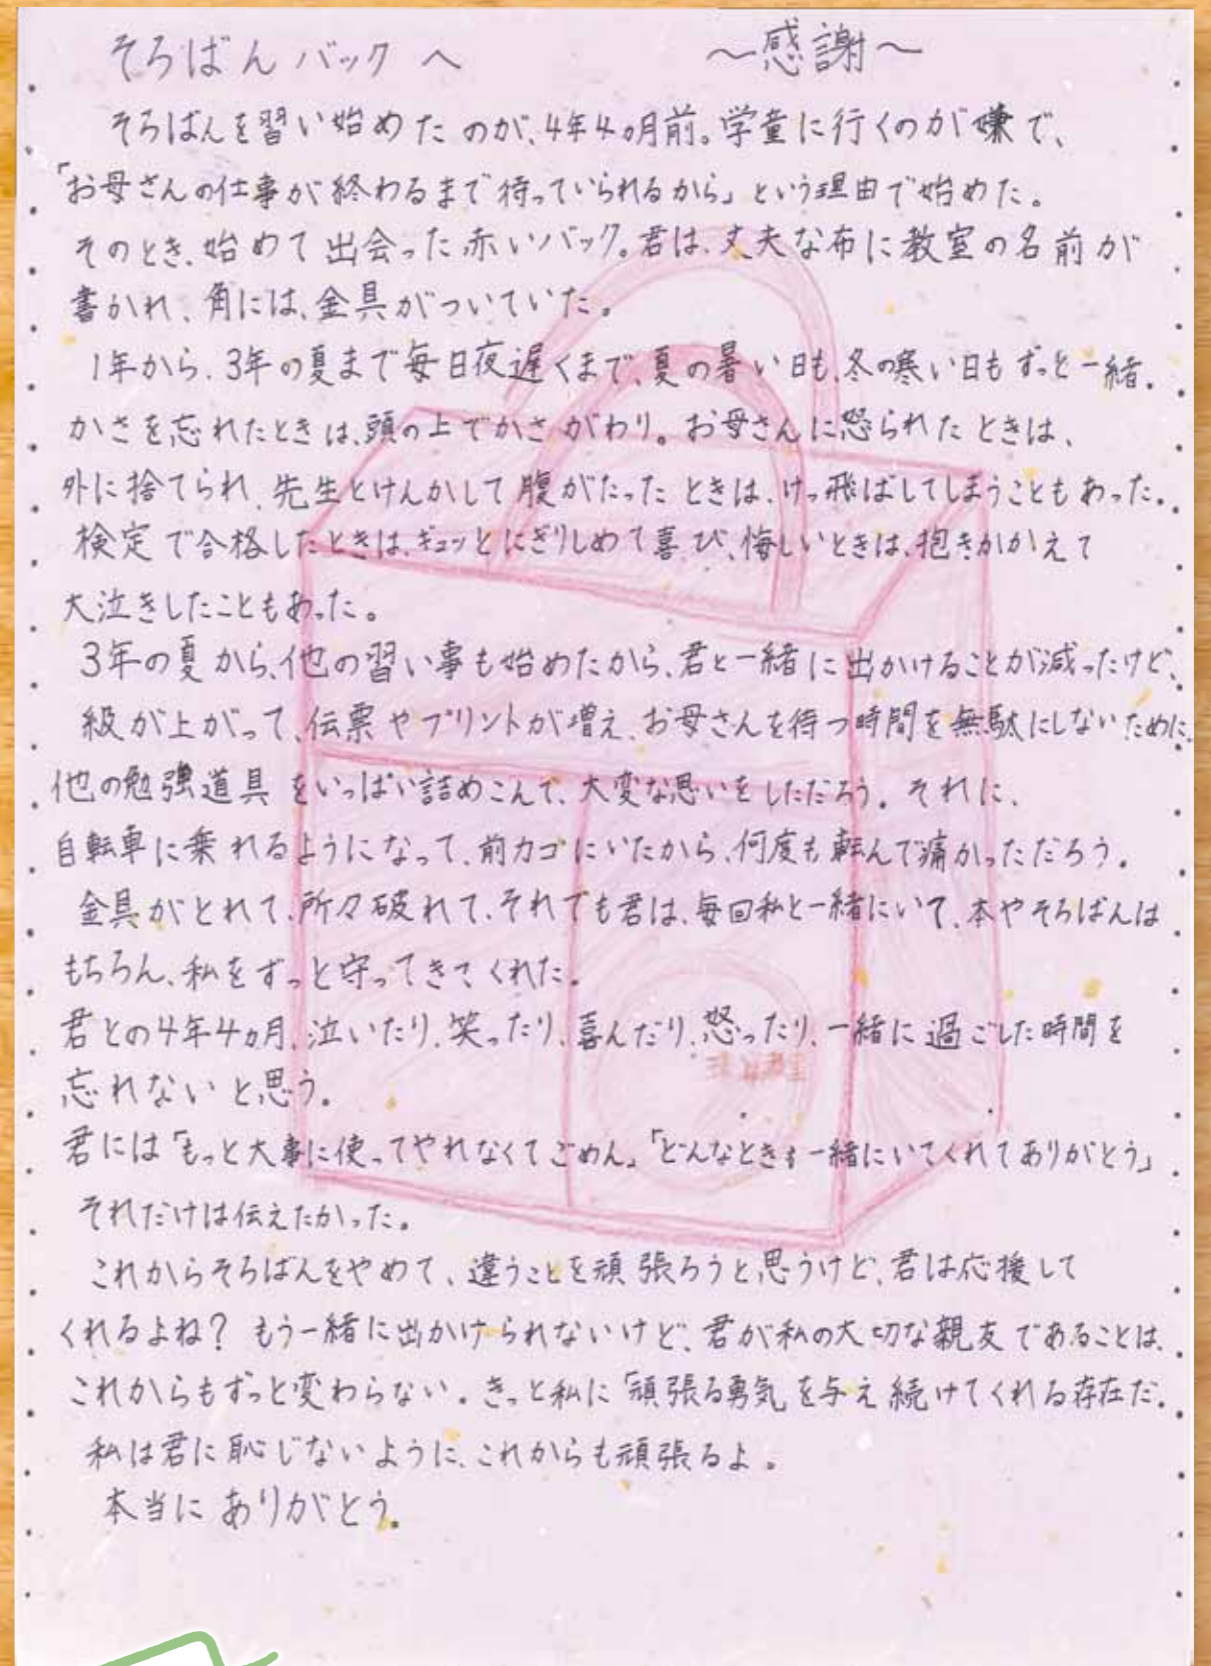 そろばんバックへ　～感謝～
そろばんを習い始めたのが、4年4ヵ月前。学童に行くのが嫌で、
「お母さんの仕事が終わるまで待っていられるから」という理由で始めた。
そのとき、始めて出会った赤いバック。君は、丈夫な布に教室の名前が
書かれ、角には、金具がついていた。
1年から、3年の夏まで毎日夜遅くまで、夏の暑い日も、冬の寒い日もずっと一緒。
かさを忘れたときは、頭の上でかさがわり。お母さんに怒られたときは、
外に捨てられ、先生とけんかして腹がたったときは、けっ飛ばしてしまうこともあった。
検定で合格したときは、ギュッとにぎりしめて喜び、悔しいときは、抱きかかえて
大泣きしたこともあった。
3年の夏から、他の習い事も始めたから、君と一緒に出かけることが減ったけど、
級が上がって、伝票やプリントが増え、お母さんを待つ時間を無駄にしないために、
他の勉強道具をいっぱい詰めこんで、大変な思いをしただろう。それに、
自転車に乗れるようになって、前カゴにいたから、何度も転んで痛かっただろう。
金具がとれて、所々破れて、それでも君は、毎回私と一緒にいて、本やそろばんは
もちろん、私をずっと守ってきてくれた。
君との4年4ヵ月、泣いたり、笑ったり、喜んだり、怒ったり、一緒に過ごした時間を
忘れないと思う。
君には「もっと大事に使ってやれなくてごめん。」「どんなときも一緒にいてくれてありがとう」
それだけは伝えたかった。
これからそろばんをやめて、違うことを頑張ろうと思うけど、君は応援して
くれるよね？もう一緒に出かけられないけど、君が私の大切な親友であることは、
これからもずっと変わらない。きっと私に「頑張る勇気を与え続けてくれる存在だ。
私は君に恥じないように、これからも頑張るよ。
本当にありがとう。